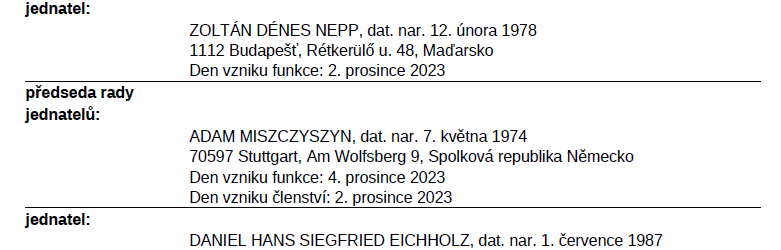 jednatel:
ZOLTÁN DÉNES NEPP, dat. nar. 12. února 1978
1112 Budapešť, Rétkerülő u. 48, Maďarsko
Den vzniku funkce: 2. prosince 2023
předseda rady
jednatelů:
ADAM MISZCZYSZYN, dat. nar. 7. května 1974
70597 Stuttgart, Am Wolfsberg 9, Spolková republika Německo
Den vzniku funkce: 4. prosince 2023
Den vzniku členství: 2. prosince 2023
jednatel:
DANIEL HANS SIEGFRIED EICHHOLZ, dat. nar. 1. července 1987